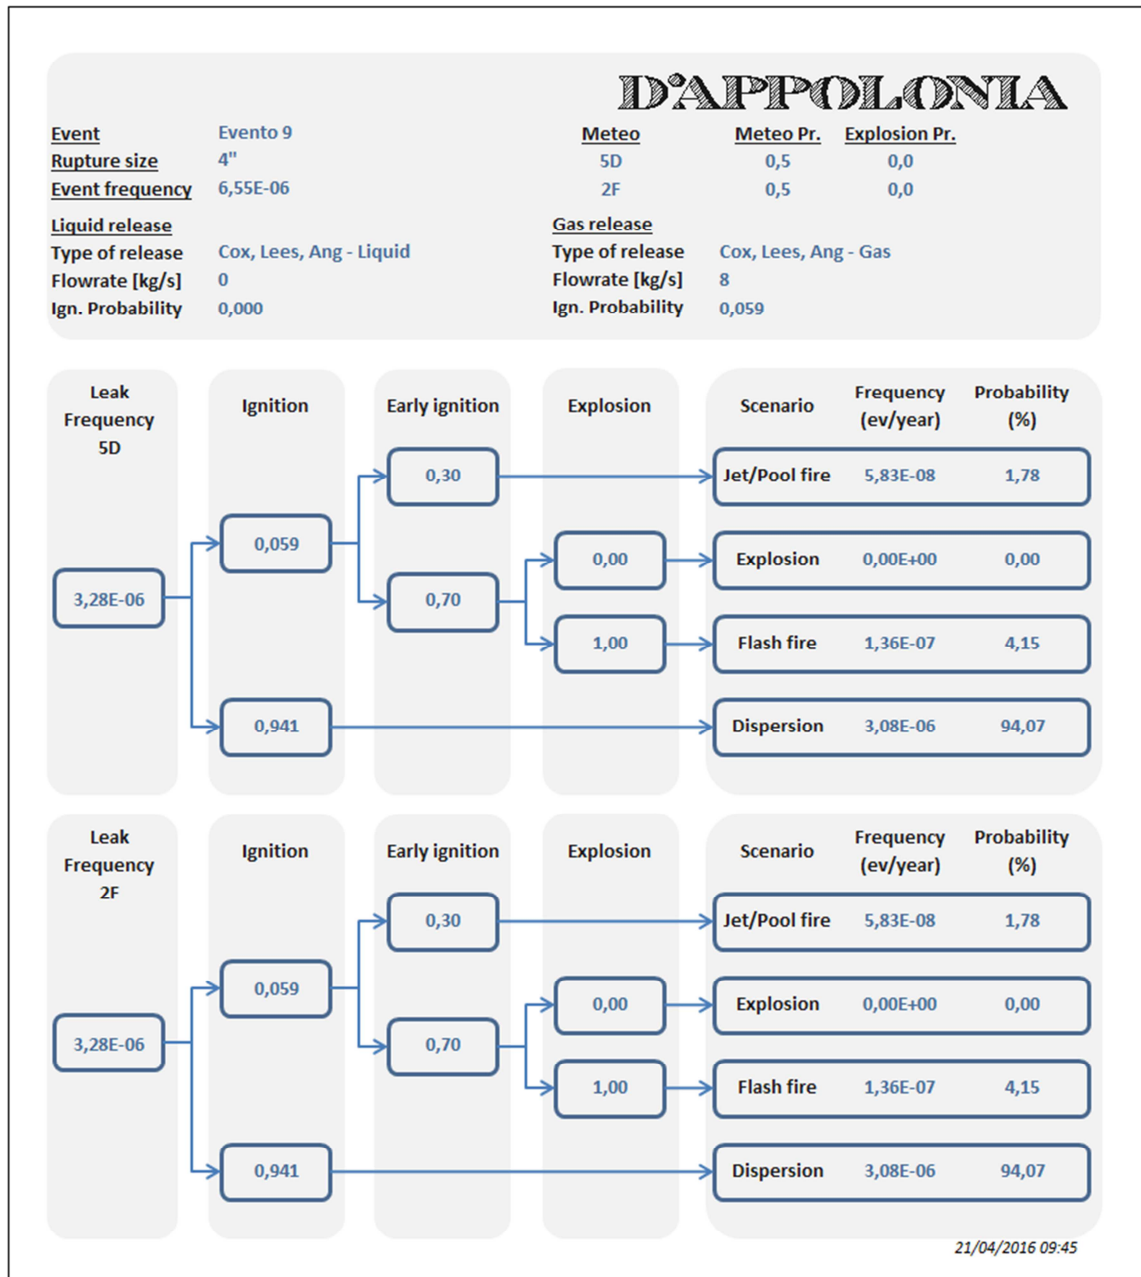 D'APPOLONIA
Event Evento 9 Meteo Meteo Pr. Explosion Pr.
Rupture size 4" 5D 0,5 0,0
Event frequency 6,55E-06 2F 0,5 0,0
Liquid release Gas release
Type of release Cox, Lees, Ang - Liquid Type of release Cox, Lees, Ang - Gas
Flowrate [kg/s] 0 Flowrate [kg/s] 8
Ign. Probability 0,000 Ign. Probability 0,059
Leak Frequency Probability
Ignition Early ignition Explosion Scenario
Frequency (ev/year) (%)
5D
0,30 Jet/Pool fire 5,83E-08 1,78
0,059
0,00 Explosion 0,00E+00 0,00
3,28E-06 0,70
1,00 Flash fire 1,36E-07 4,15
0,941 Dispersion 3,08E-06 94,07
Leak Frequency Probability
Ignition Early ignition Explosion Scenario
Frequency (ev/year) (%)
2F
0,30 Jet/Pool fire 5,83E-08 1,78
0,059
0,00 Explosion 0,00E+00 0,00
3,28E-06 0,70
1,00 Flash fire 1,36E-07 4,15
0,941 Dispersion 3,08E-06 94,07
21/04/2016 09:45